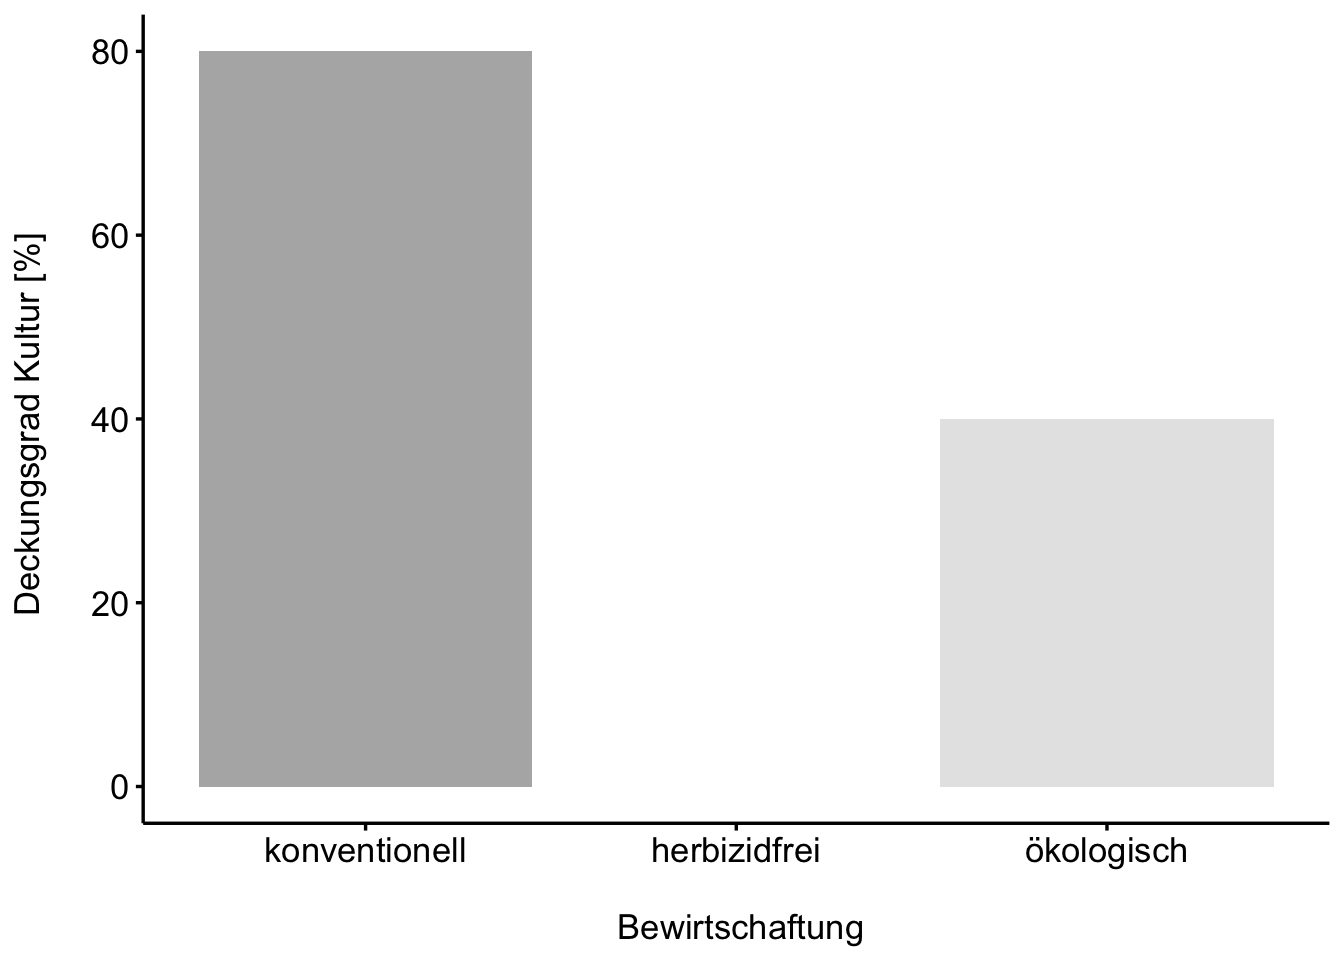 Deckungsgrad Kultur [%]
80
60
40
20
0
konventionell herbizidfrei ökologisch
Bewirtschaftung